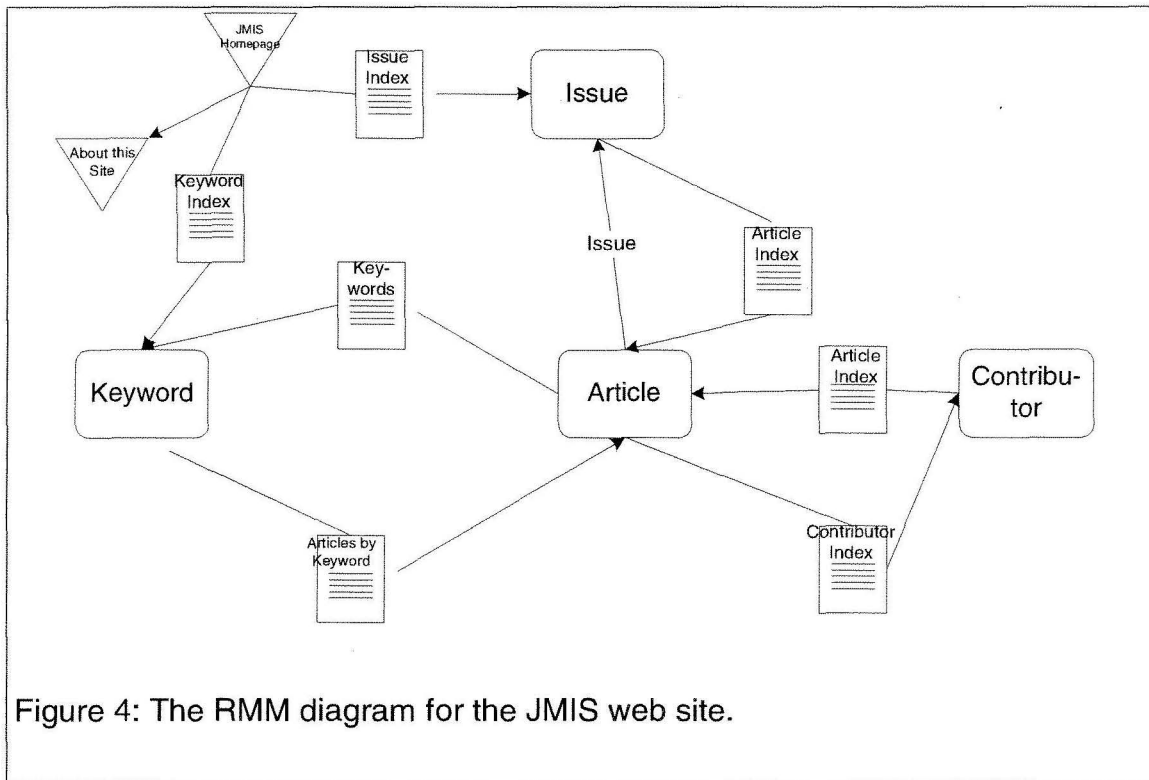 JMIS
Homepage
Issue
Index
Issue
About this
Site
Keyword
Index
Issue
Article
Index
Key-
words
Keyword
Article
Article
Index
Contribu-
tor
Articles by
Keyword
Contributor
Index
Figure 4: The RMM diagram for the JMIS web site.